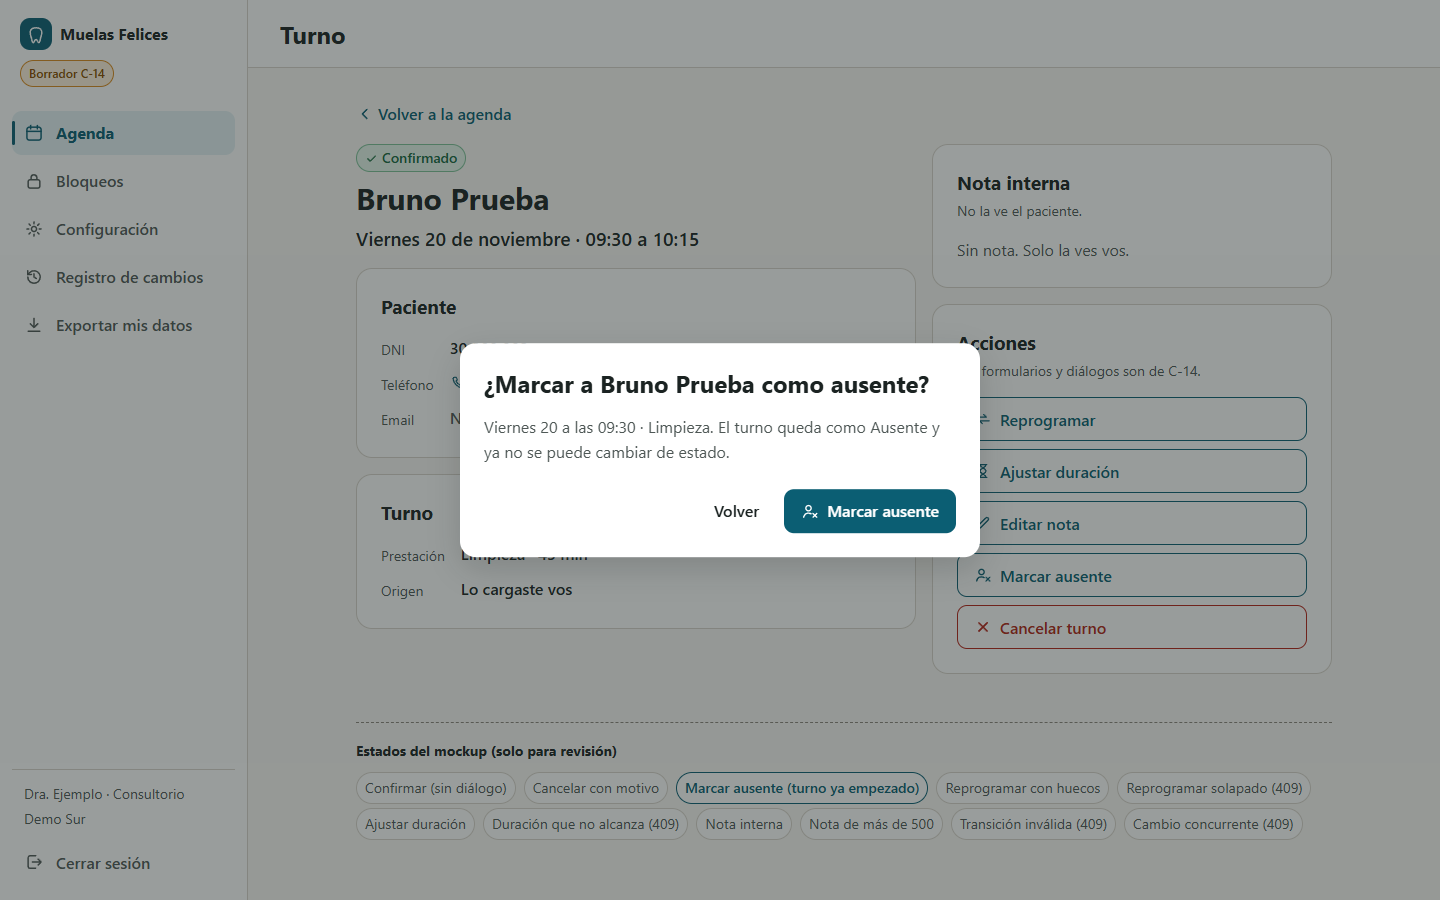 Muelas Felices
Borrador C-14
Agenda
Bloqueos
Configuración
Registro de cambios
Exportar mis datos
Dra. Ejemplo · Consultorio
Demo Sur
Cerrar sesión
Turno
Volver a la agenda
Confirmado
Bruno Prueba
Viernes 20 de noviembre · 09:30 a 10:15
Paciente
DNI
Teléfono
Email
Turno
Prestación
Origen Lo cargaste vos
Nota interna
No la ve el paciente.
Sin nota. Solo la ves vos.
Acciones
formularios y diálogos son de C-14.
Reprogramar
Ajustar duración
Editar nota
Marcar ausente
Cancelar turno
¿Marcar a Bruno Prueba como ausente?
Viernes 20 a las 09:30 · Limpieza. El turno queda como Ausente y
ya no se puede cambiar de estado.
Volver
Marcar ausente
Estados del mockup (solo para revisión)
Confirmar (sin diálogo) Cancelar con motivo Marcar ausente (turno ya empezado) Reprogramar con huecos Reprogramar solapado (409)
Ajustar duración Duración que no alcanza (409) Nota interna Nota de más de 500 Transición inválida (409) Cambio concurrente (409)